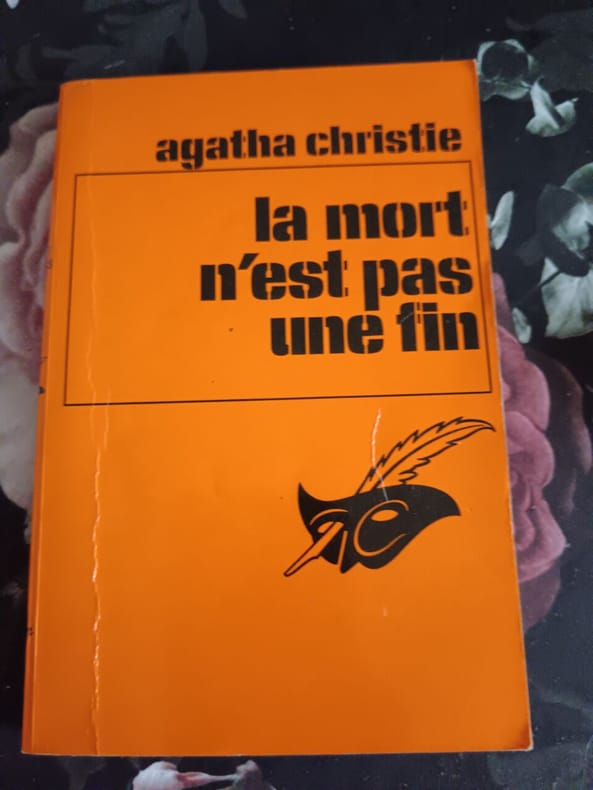 agatha christie
la mort
n'est pas
une fin